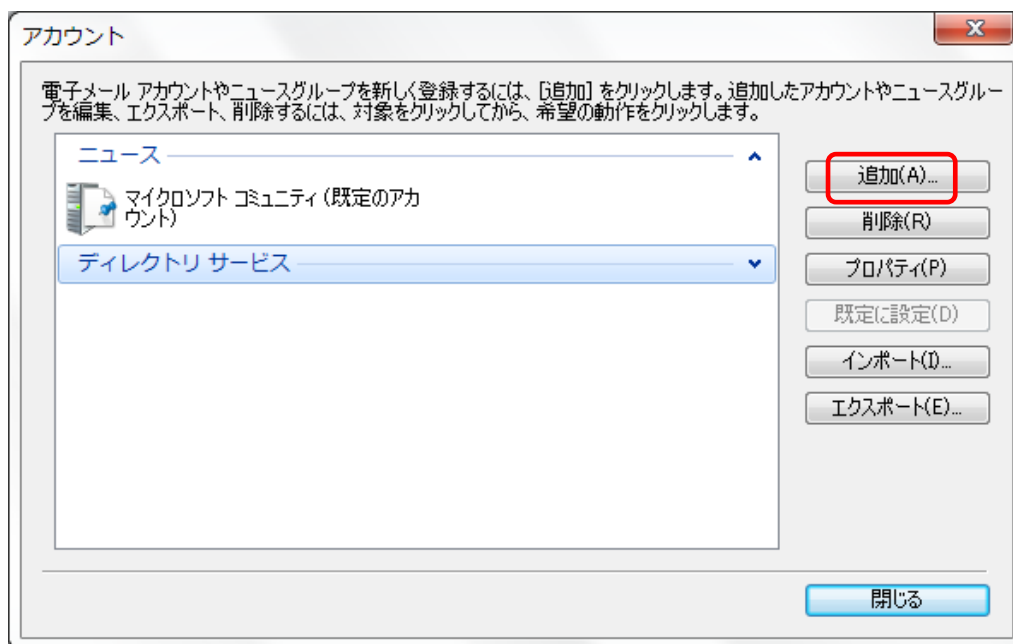 アカウント
電子メール アカウントやニュースグループを新しく登録するには、[追加] をクリックします。追加したアカウントやニュースグルー
プを編集、エクスポート、削除するには、対象をクリックしてから、希望の動作をクリックします。
ニュース
マイクロソフト コミュニティ (既定のアカ
ウント)
ディレクトリ サービス
追加(A)...
削除(R)
プロパティ(P)
既定に設定(D)
インポート(I)...
エクスポート(E)...
閉じる